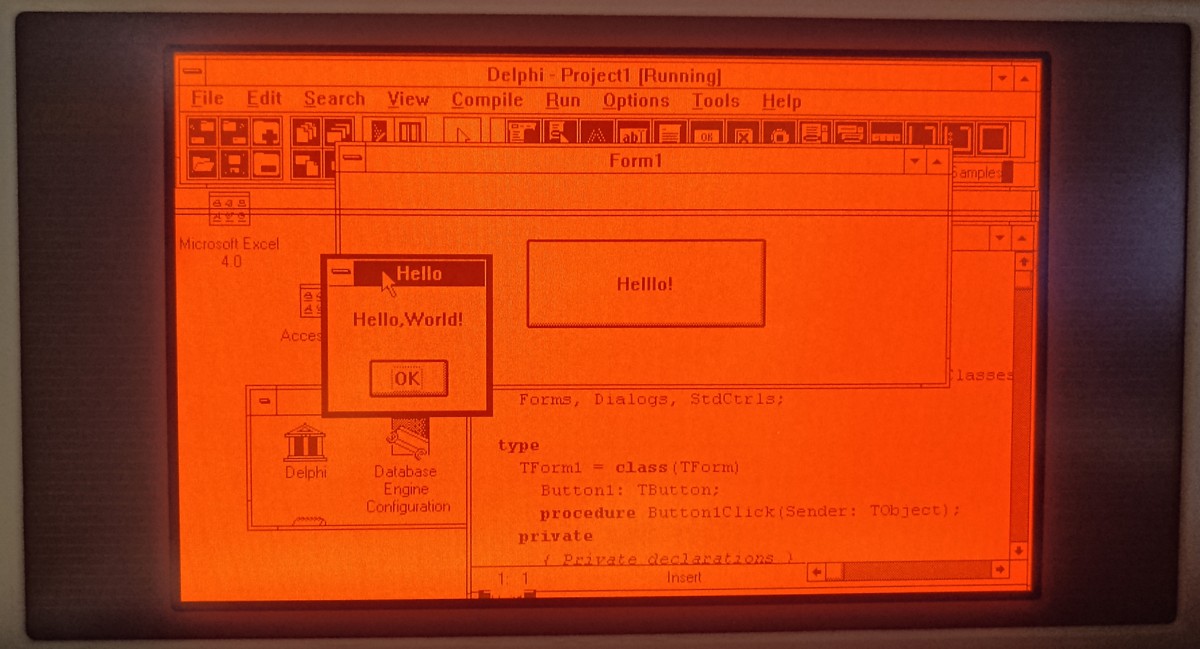 Delphi - Project1 [Running]
File Edit Search View Compile Run Options Tools Help
abI
OK
Form1
Samples
Microsoft Excel
4.0
Helllo!
Hello
Hello,World!
OK
Acces
Classes
Forms, Dialogs, StdCtrls;
type
TForm1 = class(TForm)
Button1: TButton;
procedure Button1Click(Sender: TObject);
private
{ Private declarations }
Delphi
Database
Engine
Configuration
1: 1
Insert